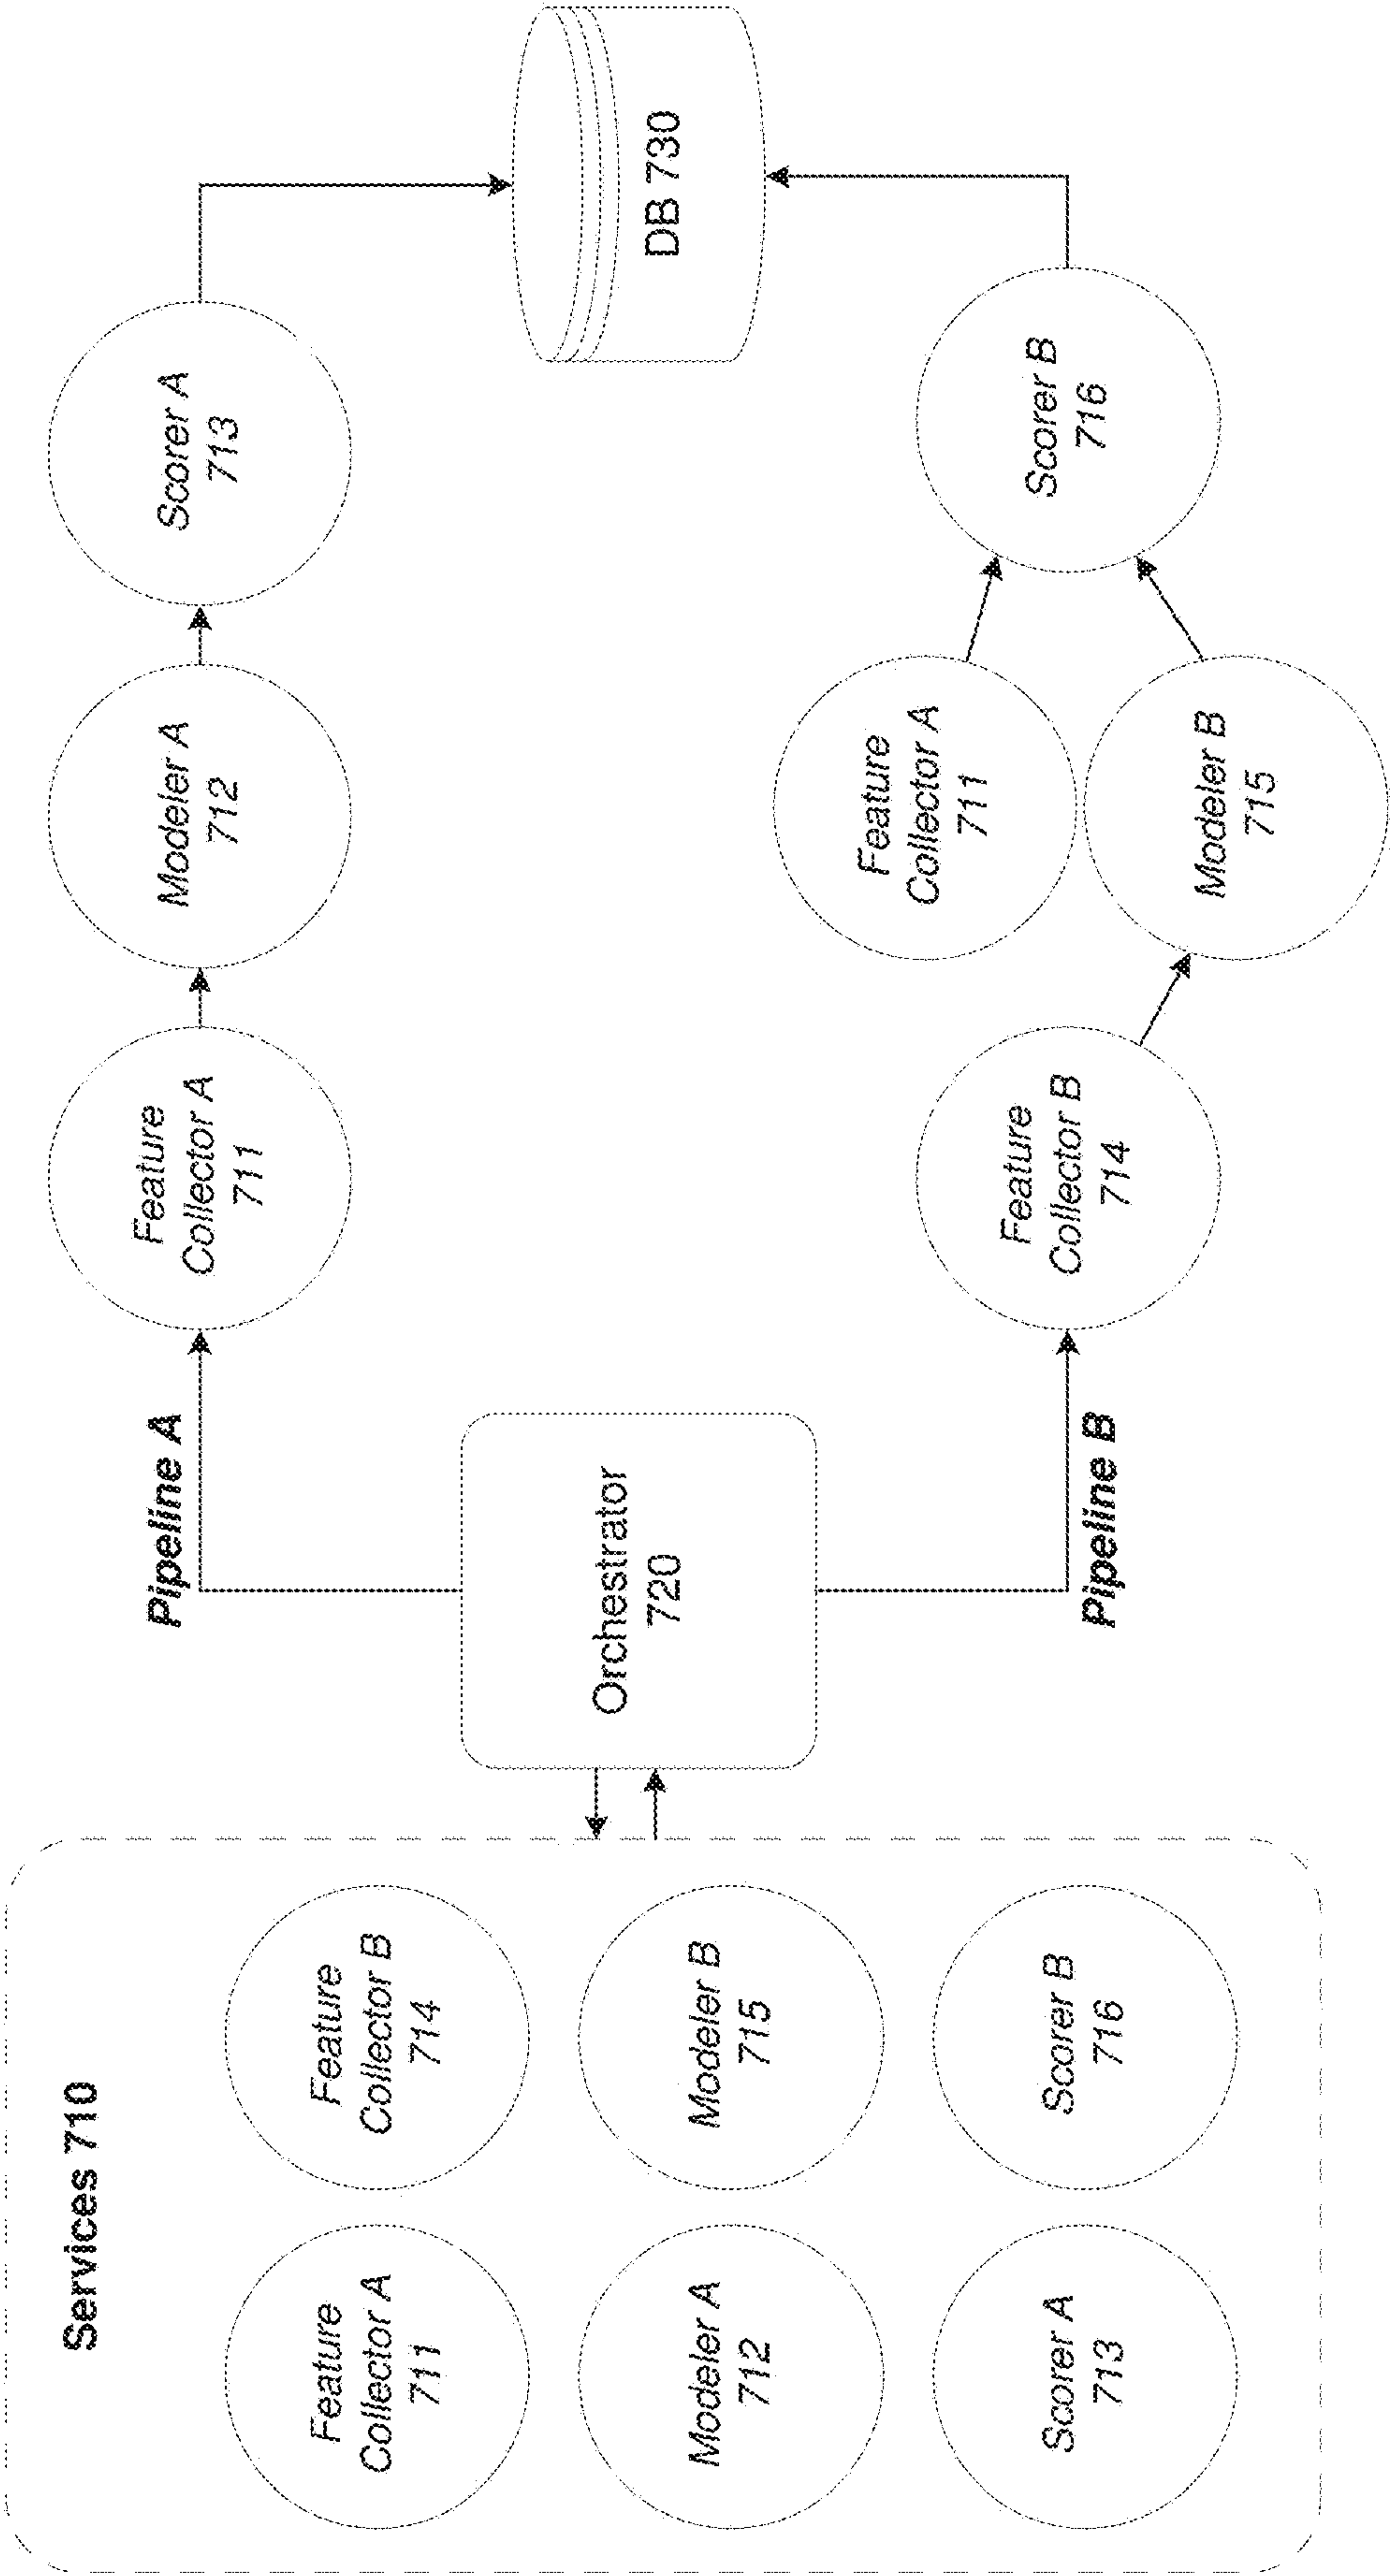 Services 710
Feature
Collector A
711
Feature
Collector B
714
Modeler A
712
Modeler B
715
Scorer A
713
Scorer B
716
Orchestrator
720
Pipeline A
Feature
Collector A
711
Modeler A
712
Scorer A
713
Pipeline B
Feature
Collector B
714
Feature
Collector A
711
Modeler B
715
Scorer B
716
DB 730